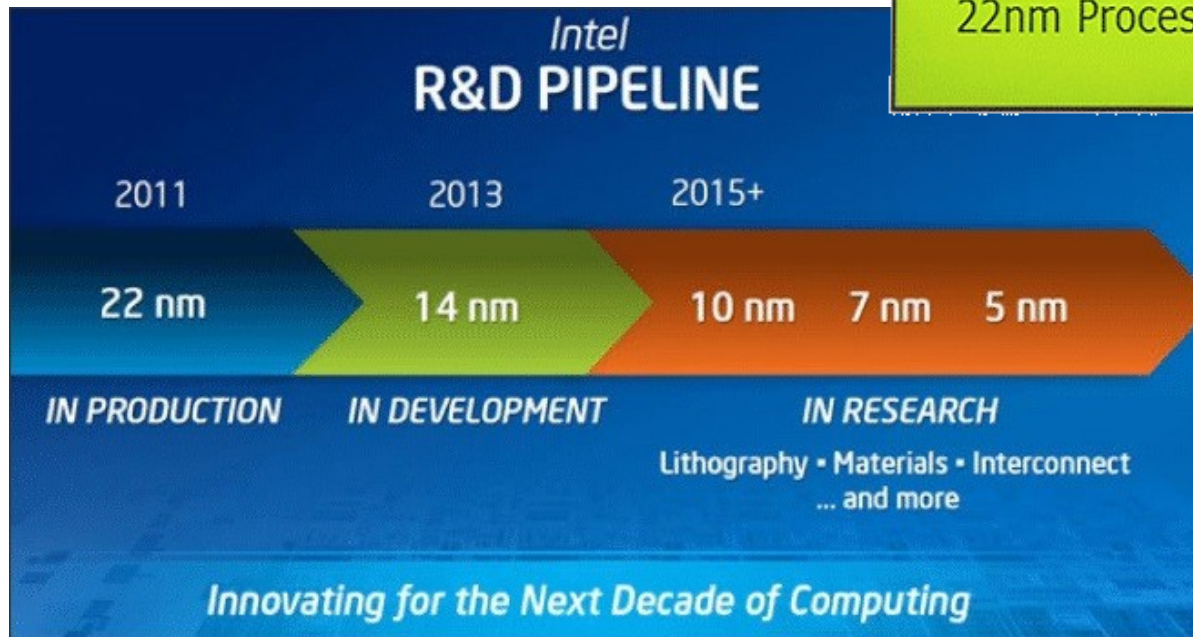 22nm Proces
Intel
R&D PIPELINE
2011 2013 2015+
22 nm 14 nm 10 nm 7 nm 5 nm
IN PRODUCTION IN DEVELOPMENT IN RESEARCH
Lithography ▪ Materials ▪ Interconnect
... and more
Innovating for the Next Decade of Computing